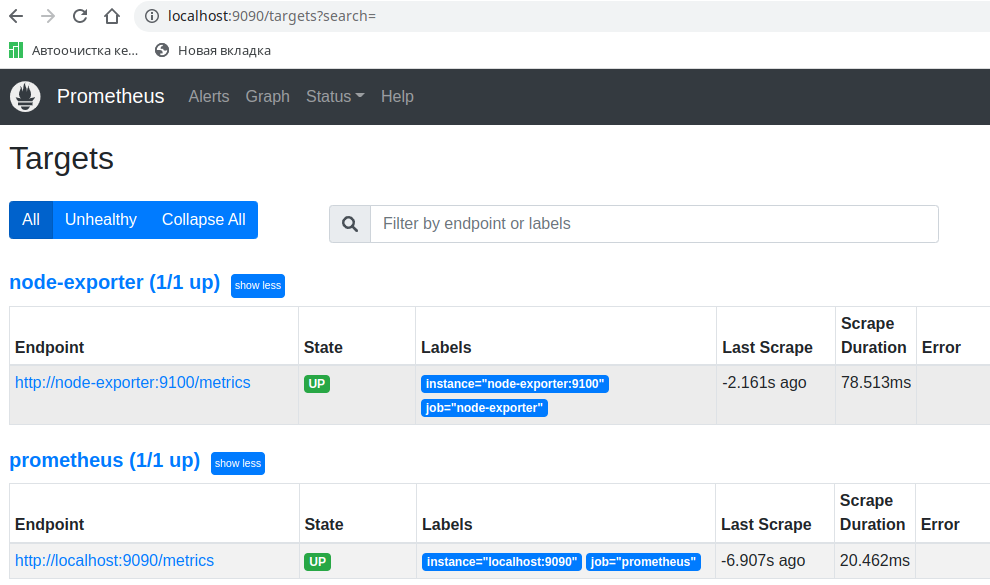 localhost:9090/targets?search=
Автоочистка ке... Новая вкладка
Prometheus Alerts Graph Status Help
Targets
All Unhealthy Collapse All
Filter by endpoint or labels
node-exporter (1/1 up) show less
Endpoint State Labels Last Scrape Scrape Duration Error
http://node-exporter:9100/metrics UP instance="node-exporter:9100" -2.161s ago 78.513ms
job="node-exporter"
prometheus (1/1 up) show less
Endpoint State Labels Last Scrape Scrape Duration Error
http://localhost:9090/metrics UP instance="localhost:9090" job="prometheus" -6.907s ago 20.462ms